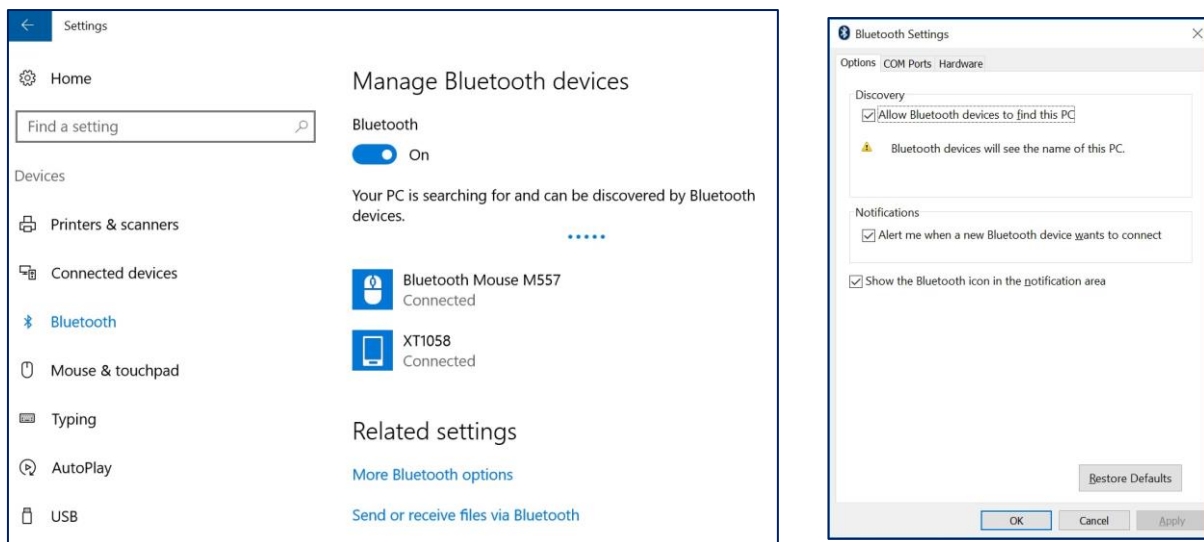 Settings
Home
Find a setting
Devices
Printers & scanners
Connected devices
Bluetooth
Mouse & touchpad
Typing
AutoPlay
USB
Manage Bluetooth devices
Bluetooth
On
Your PC is searching for and can be discovered by Bluetooth
devices.
Bluetooth Mouse M557
Connected
XT1058
Connected
Related settings
More Bluetooth options
Send or receive files via Bluetooth
Bluetooth Settings
Options COM Ports Hardware
Discovery
Allow Bluetooth devices to find this PC
Bluetooth devices will see the name of this PC.
Notifications
Alert me when a new Bluetooth device wants to connect
Show the Bluetooth icon in the notification area
Restore Defaults
OK Cancel Apply